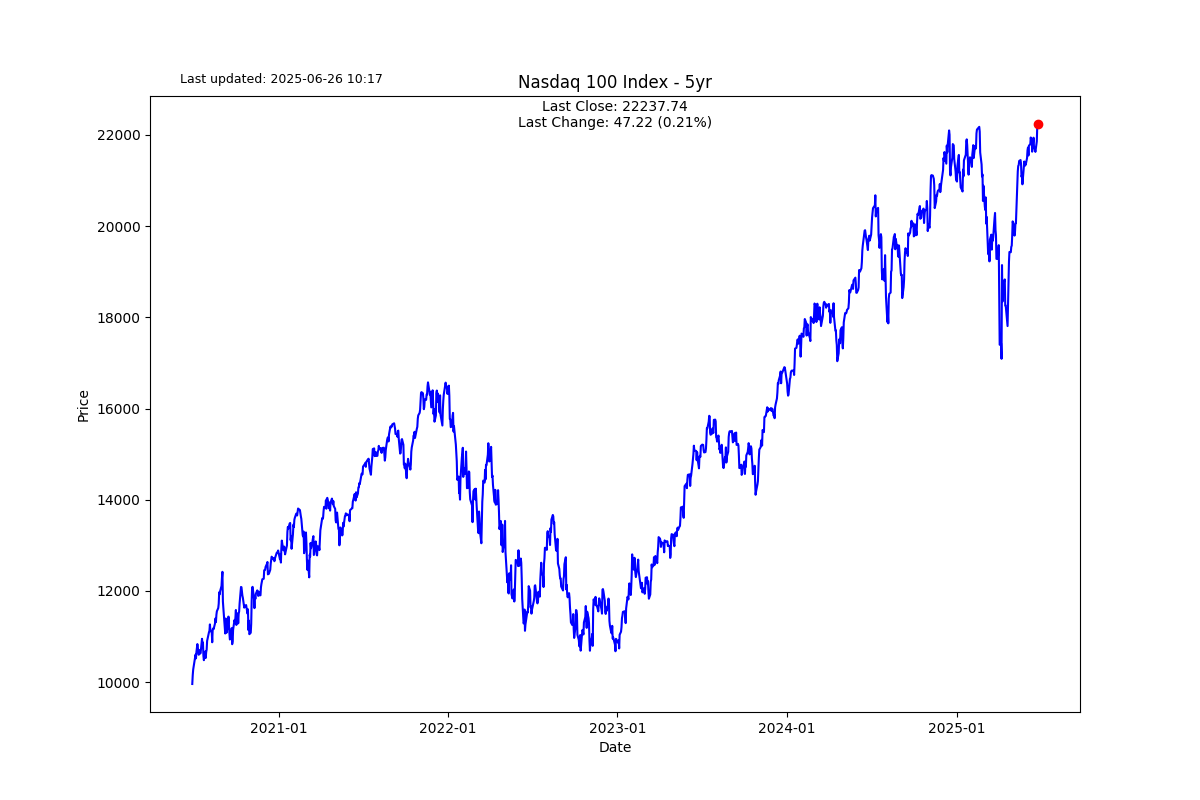 Last updated: 2025-06-26 10:17
Nasdaq 100 Index - 5yr
Last Close: 22237.74
Last Change: 47.22 (0.21%)
22000
20000
18000
16000
14000
12000
10000
Price
2021-01
2022-01
2023-01
2024-01
2025-01
Date